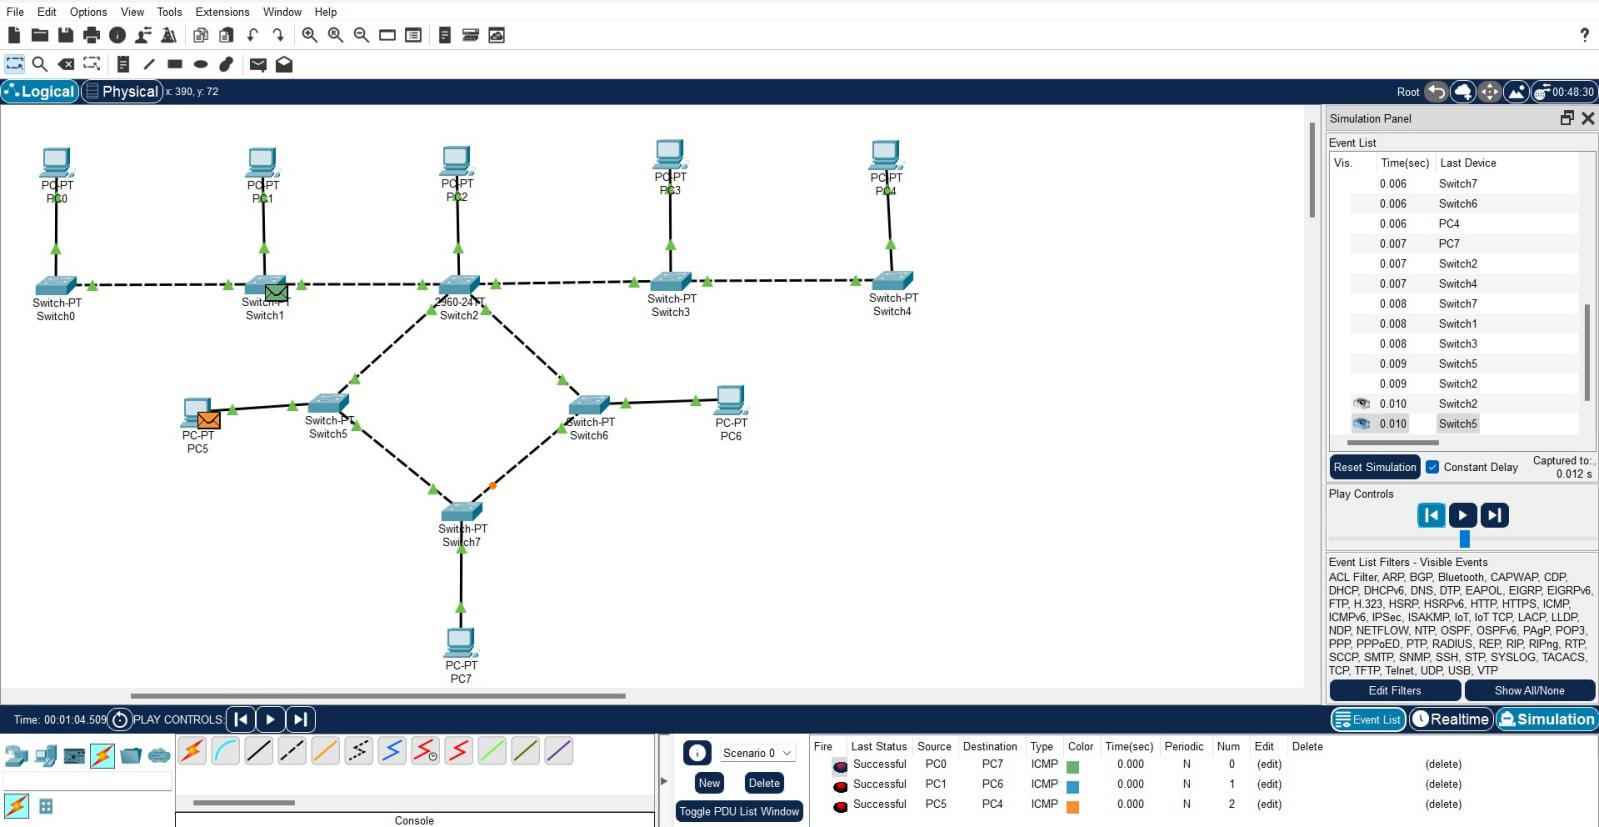 File Edit Options View Tools Extensions Window Help
?
Logical Physical x: 390, y: 72 Root 00:48:30
Simulation Panel
Event List
Vis. Time(sec) Last Device
0.006 Switch7
0.006 Switch6
0.006 PC4
0.007 PC7
0.007 Switch2
0.007 Switch4
0.008 Switch7
0.008 Switch1
0.008 Switch3
0.009 Switch5
0.009 Switch2
0.010 Switch2
0.010 Switch5
Reset Simulation Constant Delay Captured to:
0.012 s
Play Controls
Event List Filters - Visible Events
ACL Filter, ARP, BGP, Bluetooth, CAPWAP, CDP,
DHCP, DHCPv6, DNS, DTP, EAPOL, EIGRP, EIGRPv6,
FTP, H.323, HSRP, HSRPv6, HTTP, HTTPS, ICMP,
ICMPv6, IPSec, ISAKMP, IoT, IoT TCP, LACP, LLDP,
NDP, NETFLOW, NTP, OSPF, OSPFv6, PAgP, POP3,
PPP, PPPoED, PTP, RADIUS, REP, RIP, RIPng, RTP,
SCCP, SMTP, SNMP, SSH, STP, SYSLOG, TACACS,
TCP, TFTP, Telnet, UDP, USB, VTP
Edit Filters Show All/None
PC-PT
PC0
PC-PT
PC1
PC-PT
PC2
PC-PT
PC3
PC-PT
PC4
Switch-PT
Switch0
Switch-PT
Switch1
2960-24TT
Switch2
Switch-PT
Switch3
Switch-PT
Switch4
PC-PT
PC5
Switch-PT
Switch5
Switch-PT
Switch6
PC-PT
PC6
Switch-PT
Switch7
PC-PT
PC7
Time: 00:01:04.509 PLAY CONTROLS: Event List Realtime Simulation
Scenario 0
New Delete
Toggle PDU List Window
Fire Last Status Source Destination Type Color Time(sec) Periodic Num Edit Delete
Successful PC0 PC7 ICMP 0.000 N 0 (edit) (delete)
Successful PC1 PC6 ICMP 0.000 N 1 (edit) (delete)
Successful PC5 PC4 ICMP 0.000 N 2 (edit) (delete)
Console